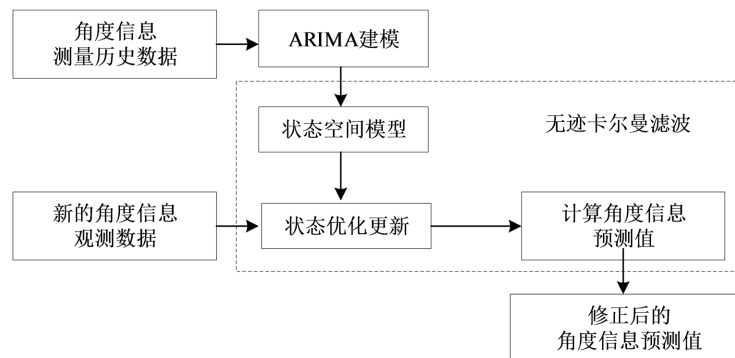 角度信息
测量历史数据
ARIMA建模
状态空间模型
无迹卡尔曼滤波
新的角度信息
观测数据
状态优化更新
计算角度信息
预测值
修正后的
角度信息预测值